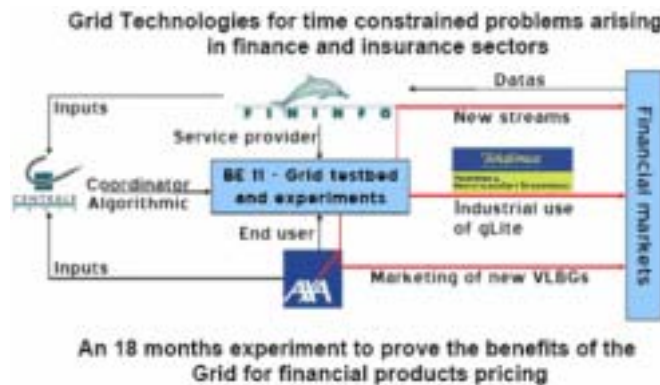 Grid Technologies for time constrained problems arising
in finance and insurance sectors
Datas
Inputs
FININFO
New streams
Service provider
Financial markets
BE 11 - Grid testbed
and experiments
Coordinator
Algorithmic
CENTRALE
Industrial use
of gLite
End user
Inputs
AXA
Marketing of new VLBGs
An 18 months experiment to prove the benefits of the
Grid for financial products pricing